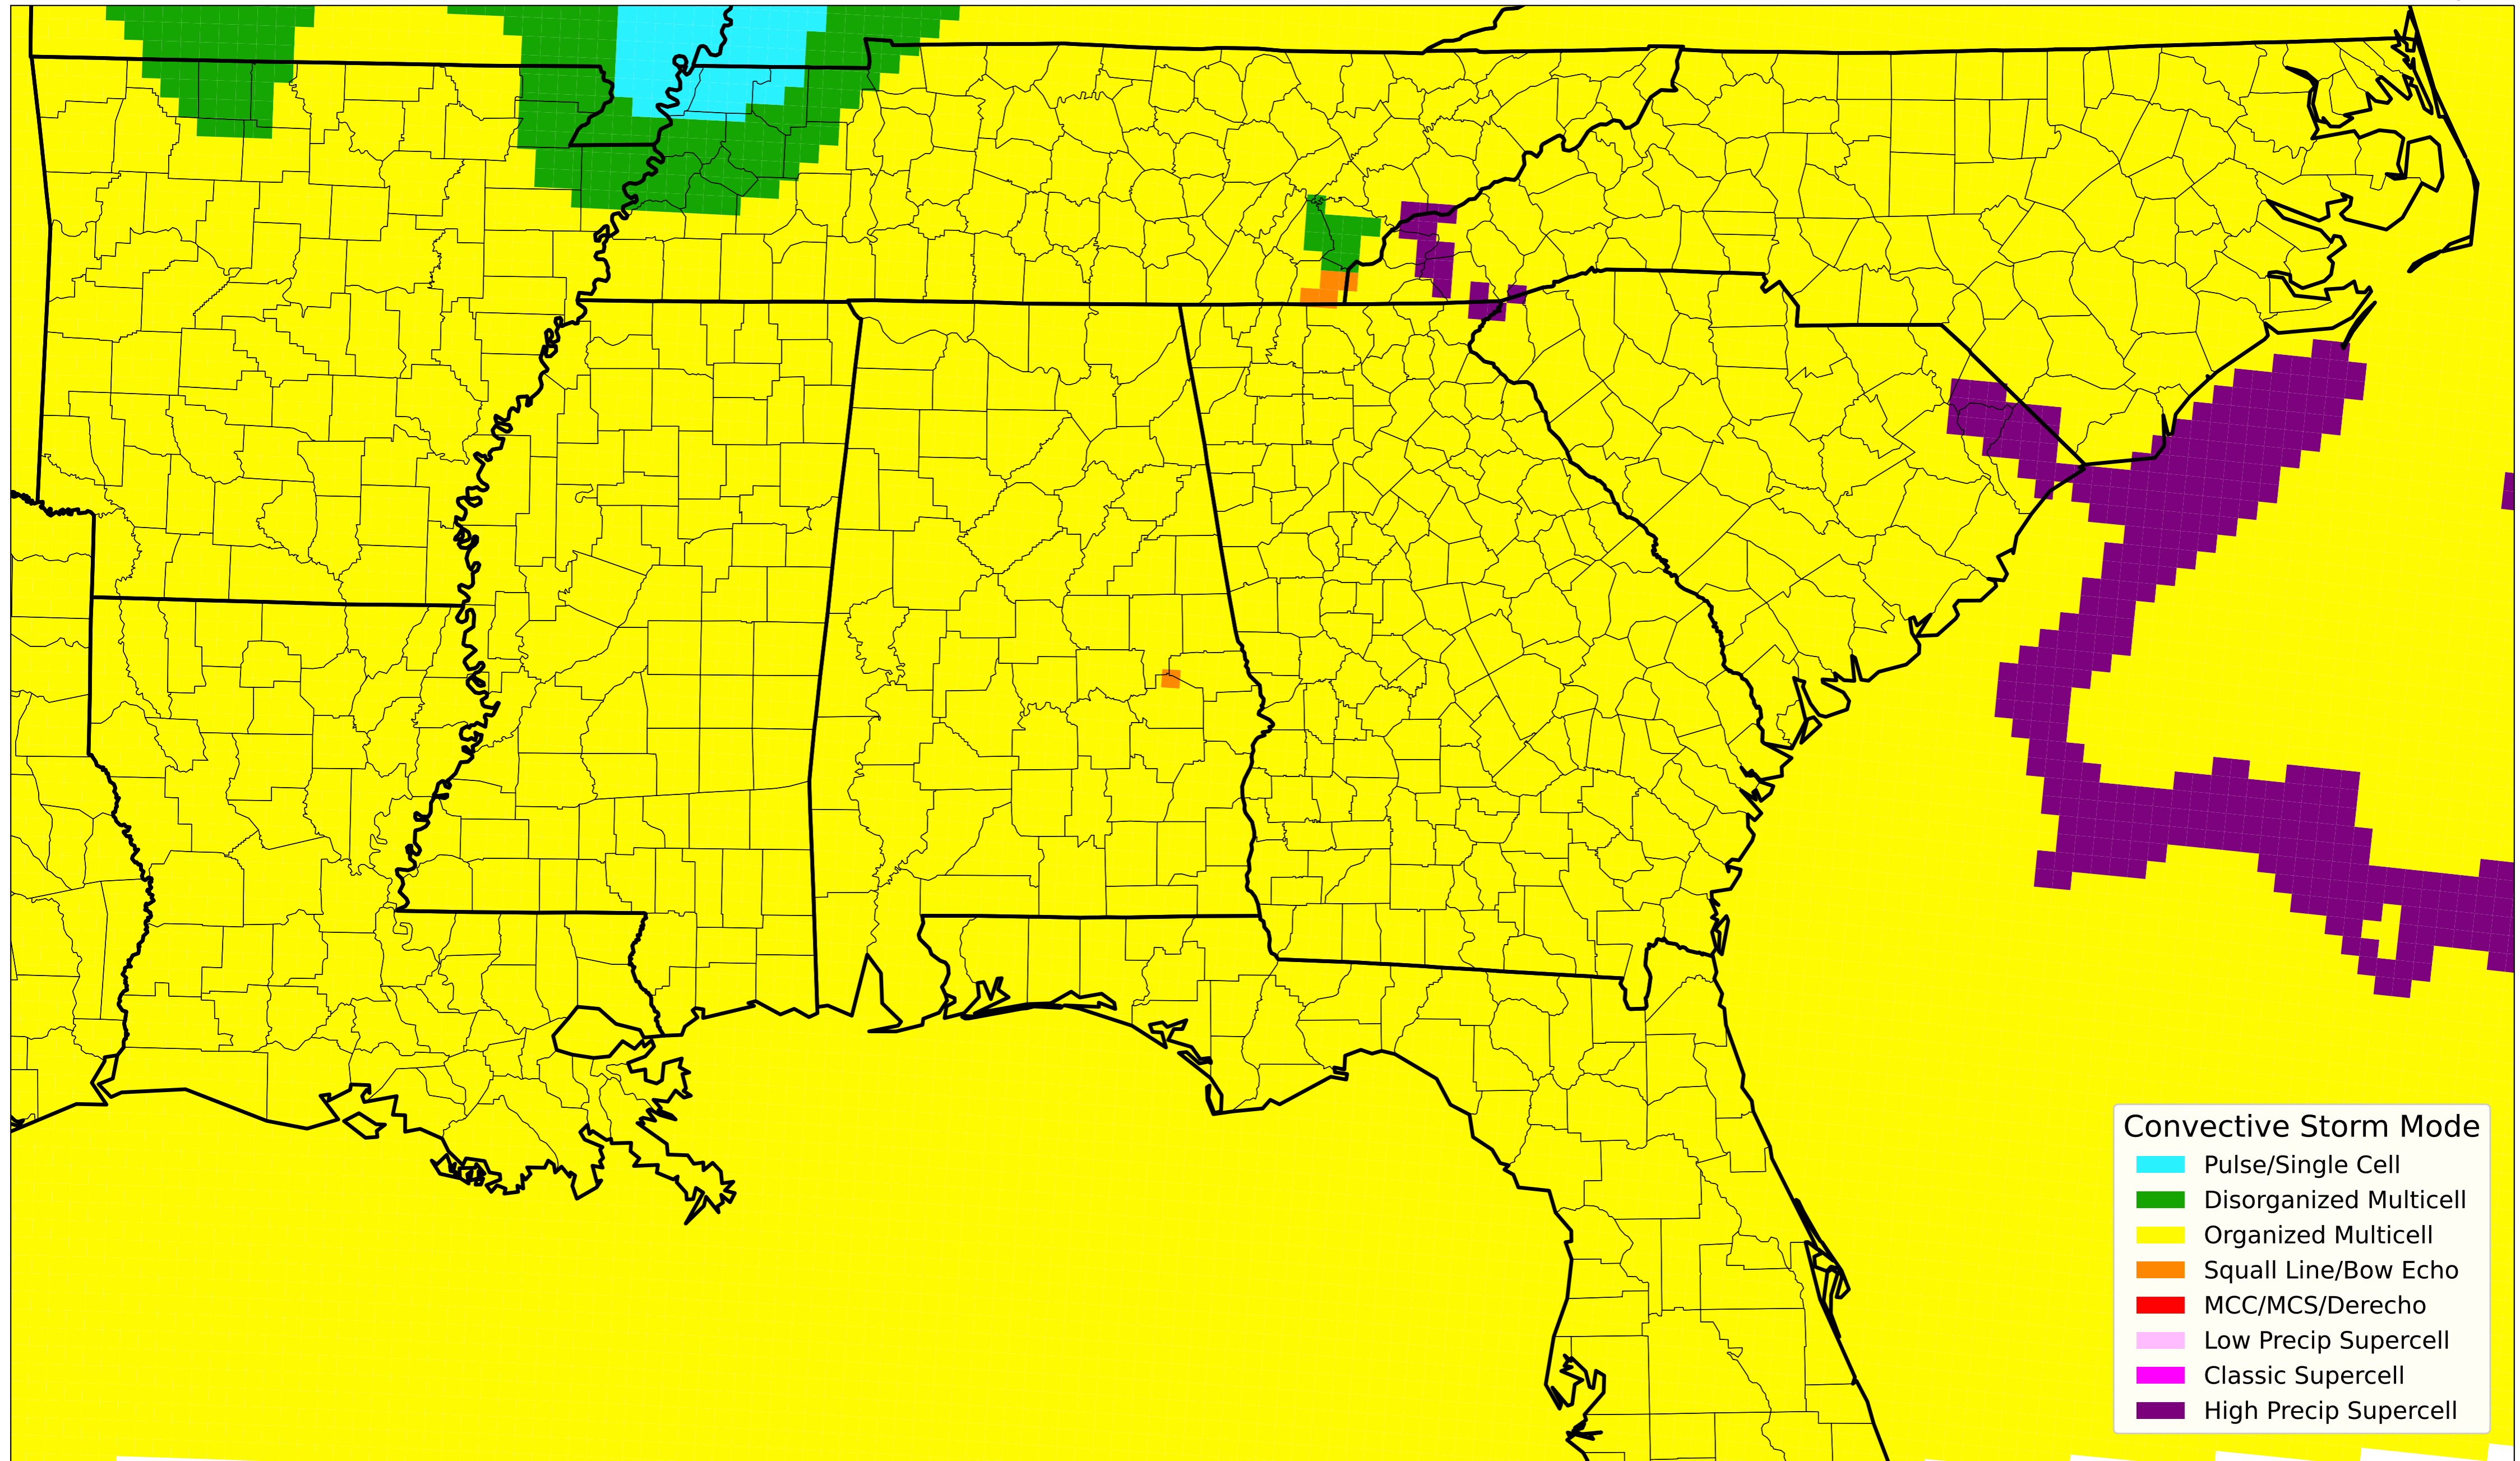 Convective Storm Mode
Pulse/Single Cell
Disorganized Multicell
Organized Multicell
Squall Line/Bow Echo
MCC/MCS/Derecho
Low Precip Supercell
Classic Supercell
High Precip Supercell